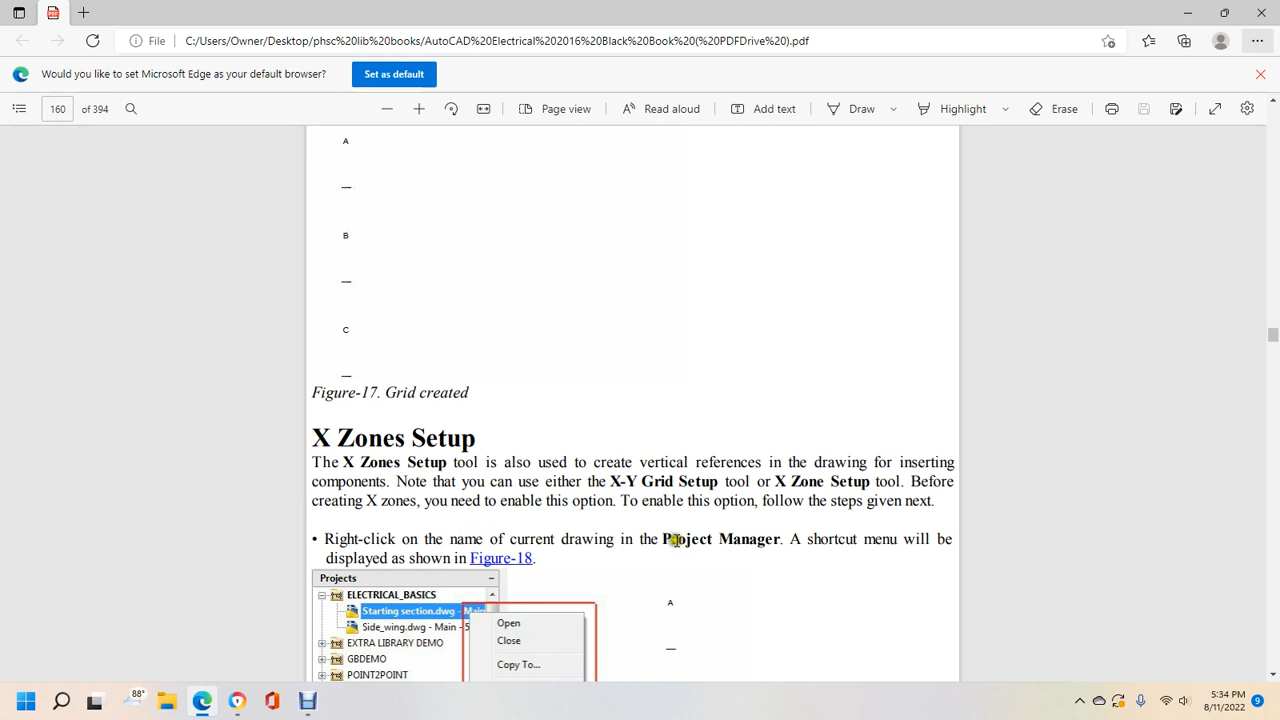 File
C:/Users/Owner/Desktop/phsc%20lib%20books/AutoCAD%20Electrical%202016%20Black%20Book%20(%20PDFDrive%20).pdf
Would you like to set Microsoft Edge as your default browser?
Set as default
160 of 394
Page view
Read aloud
Add text
Draw
Highlight
Erase
A
B
C
Figure-17. Grid created
X Zones Setup
The X Zones Setup tool is also used to create vertical references in the drawing for inserting
components. Note that you can use either the X-Y Grid Setup tool or X Zone Setup tool. Before
creating X zones, you need to enable this option. To enable this option, follow the steps given next.
• Right-click on the name of current drawing in the Project Manager. A shortcut menu will be
displayed as shown in Figure-18.
Projects
ELECTRICAL_BASICS
Starting section.dwg - Main
Side_wing.dwg - Main - 5
EXTRA LIBRARY DEMO
GBDEMO
POINT2POINT
Open
Close
Copy To...
A
88°
5:34 PM
8/11/2022
9